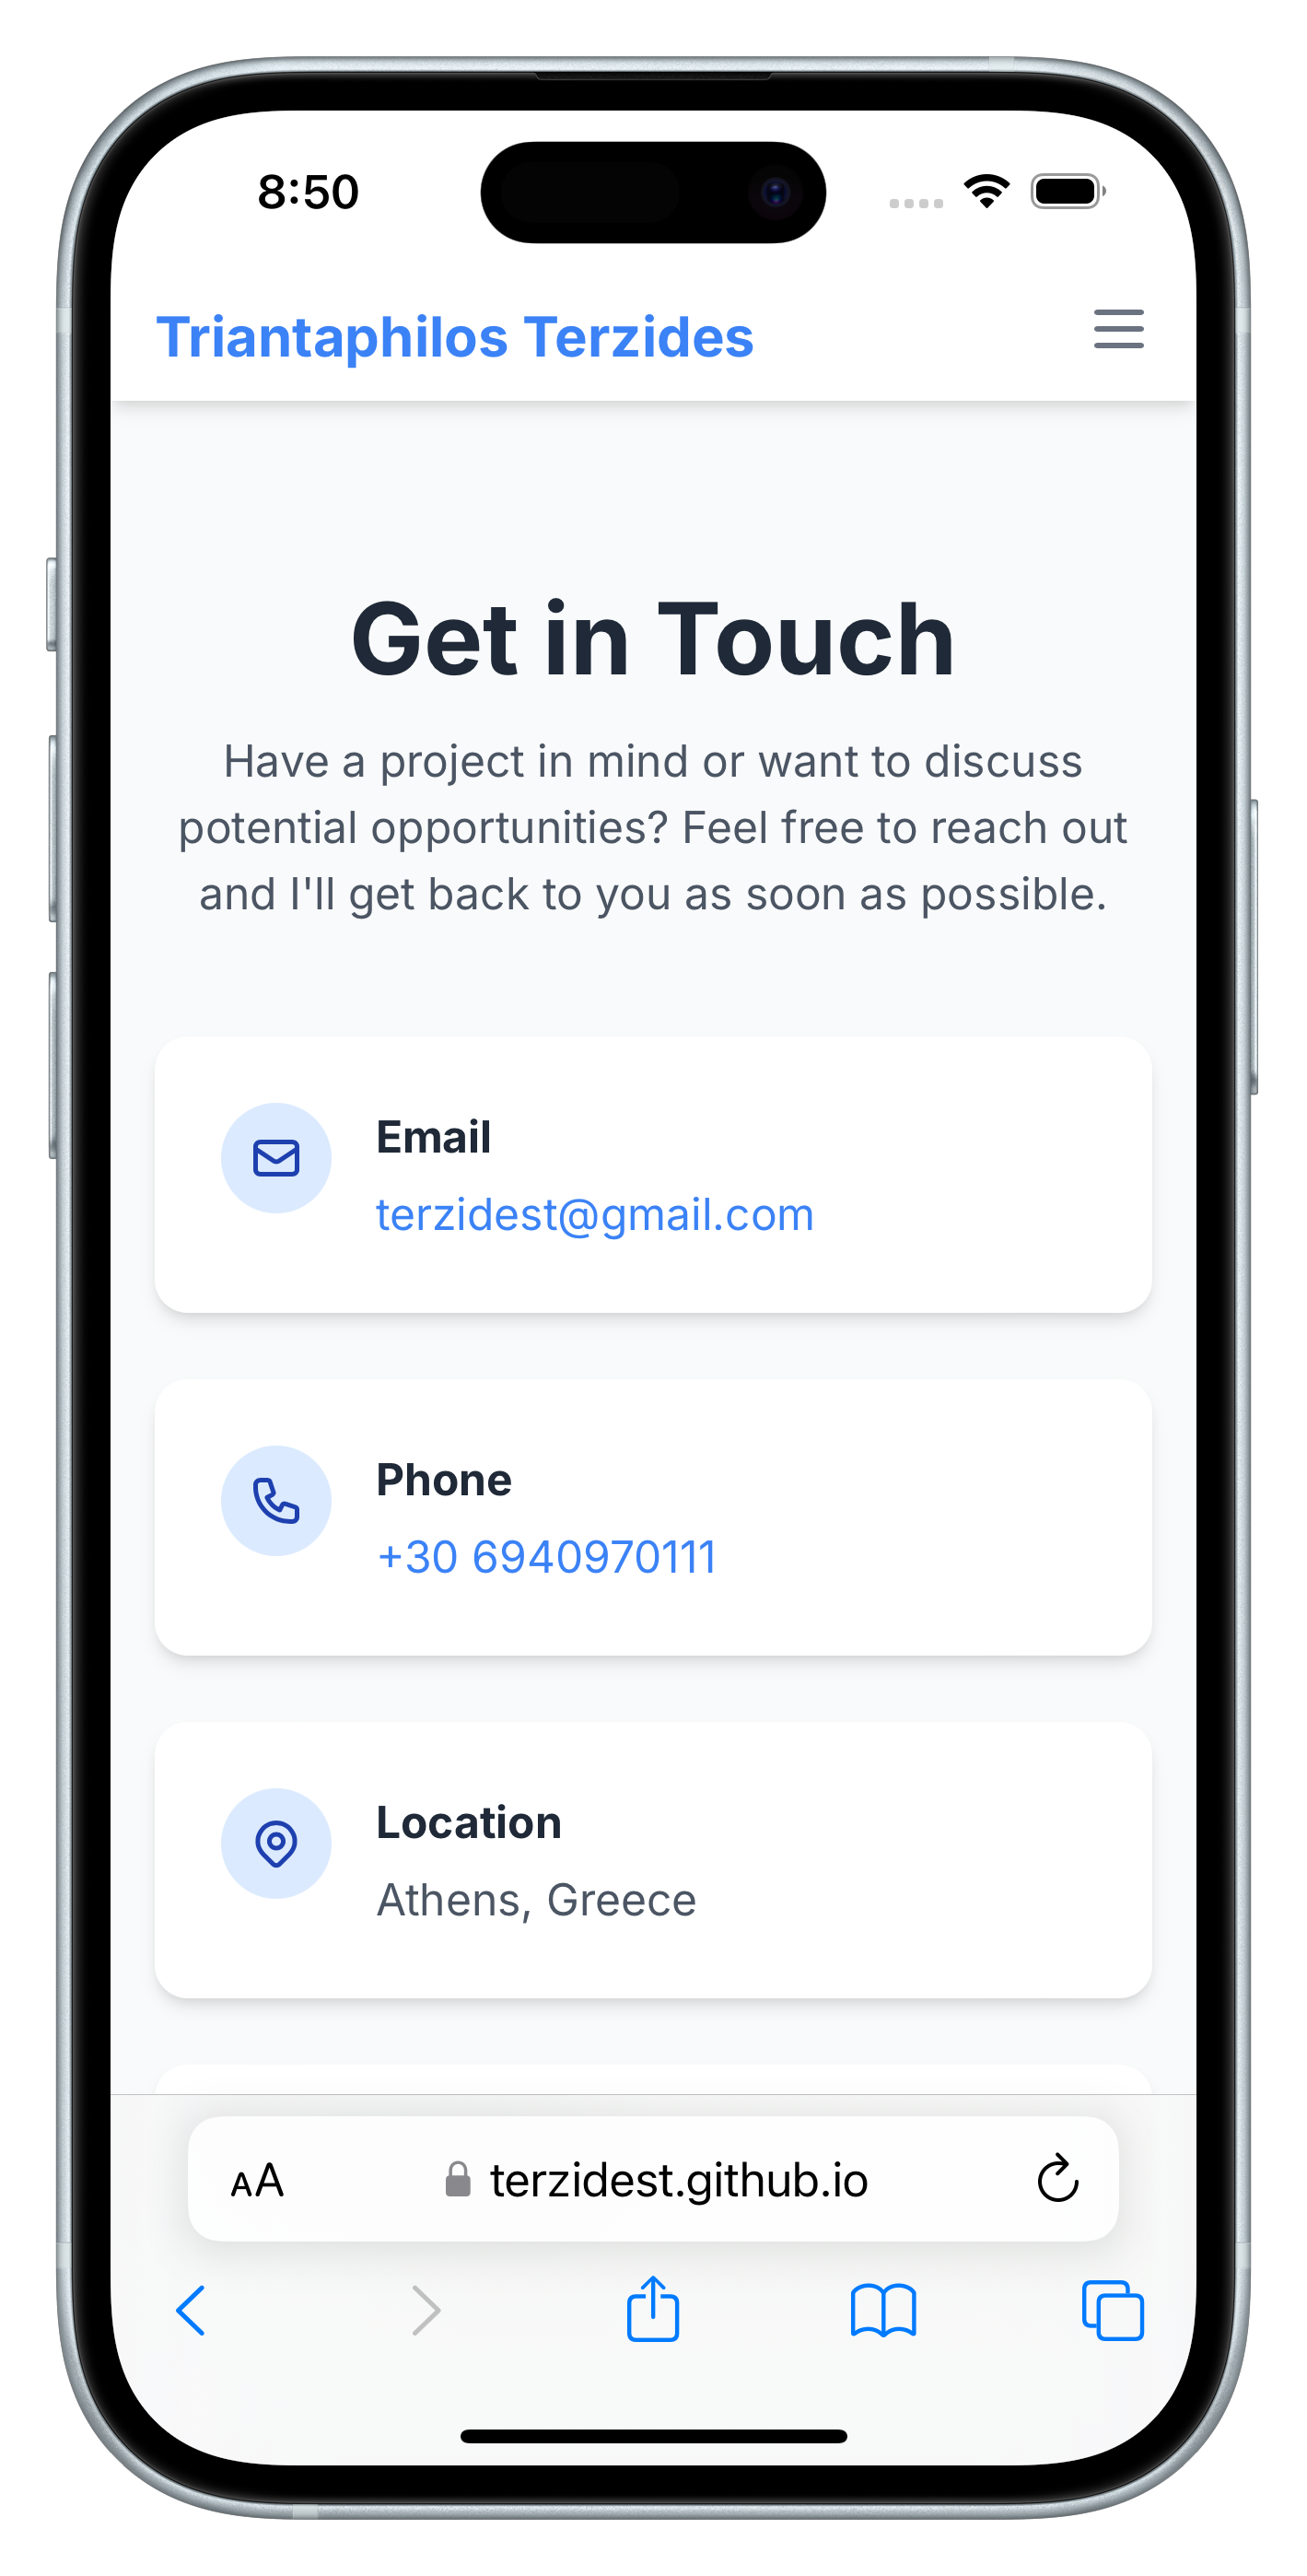 8:50
Triantaphilos Terzides
Get in Touch
Have a project in mind or want to discuss
potential opportunities? Feel free to reach out
and I'll get back to you as soon as possible.
Email
terzidest@gmail.com
Phone
+30 6940970111
Location
Athens, Greece
AA terzidest.github.io